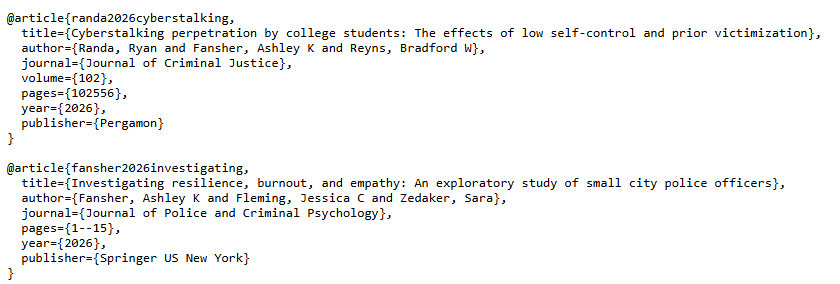 @article{randa2026cyberstalking,
title={Cyberstalking perpetration by college students: The effects of low self-control and prior victimization},
author={Randa, Ryan and Fansher, Ashley K and Reyns, Bradford W},
journal={Journal of Criminal Justice},
volume={102},
pages={102556},
year={2026},
publisher={Pergamon}
}
@article{fansher2026investigating,
title={Investigating resilience, burnout, and empathy: An exploratory study of small city police officers},
author={Fansher, Ashley K and Fleming, Jessica C and Zedaker, Sara},
journal={Journal of Police and Criminal Psychology},
pages={1--15},
year={2026},
publisher={Springer US New York}
}